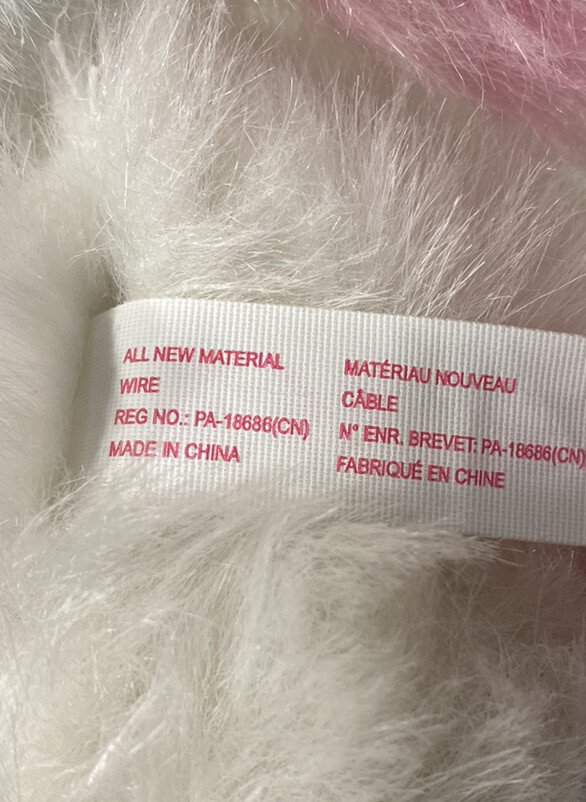 ALL NEW MATERIAL
WIRE
REG NO.: PA-18686(CN)
MADE IN CHINA
MATÉRIAU NOUVEAU
CÂBLE
N° ENR. BREVET: PA-18686(CN)
FABRIQUÉ EN CHINE